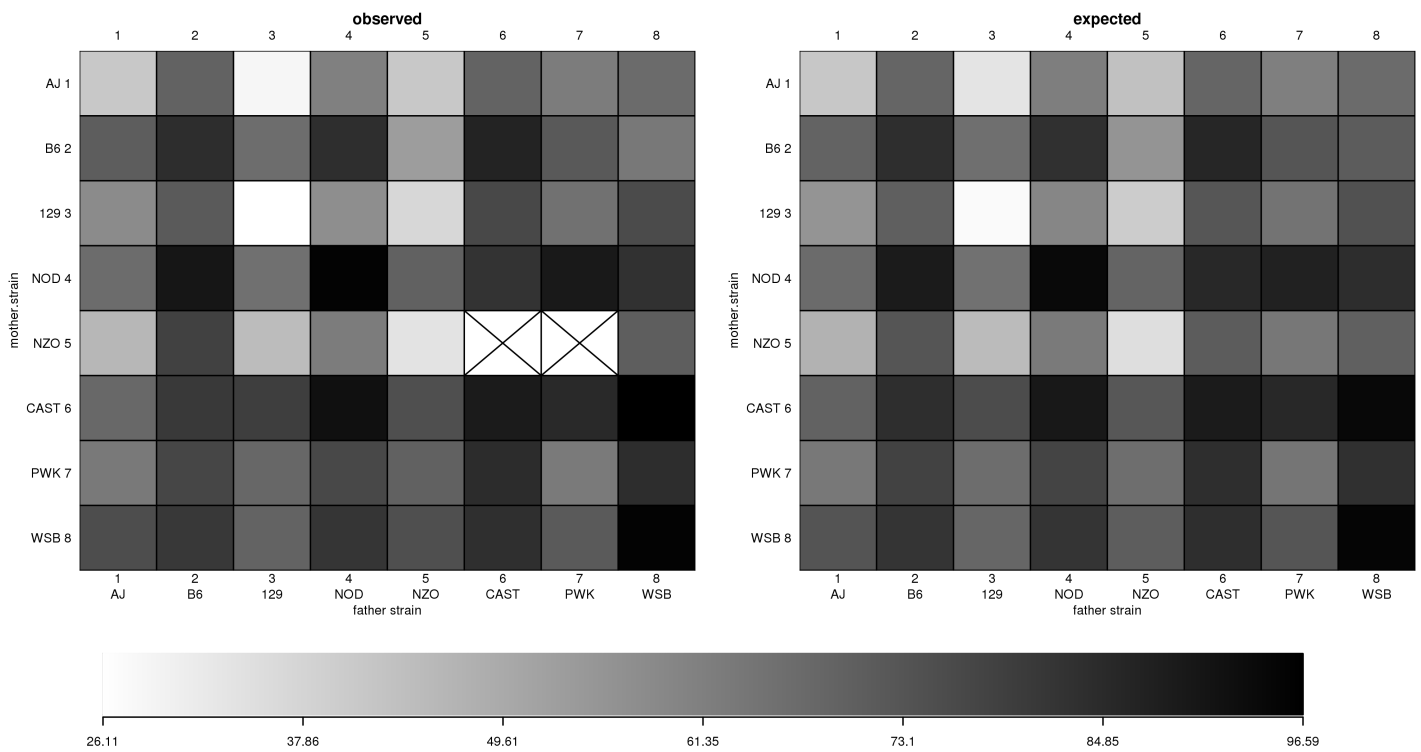 observed
1 2 3 4 5 6 7 8
mother.strain
AJ 1
B6 2
129 3
NOD 4
NZO 5
CAST 6
PWK 7
WSB 8
1 2 3 4 5 6 7 8
AJ B6 129 NOD NZO CAST PWK WSB
father strain
expected
1 2 3 4 5 6 7 8
mother.strain
AJ 1
B6 2
129 3
NOD 4
NZO 5
CAST 6
PWK 7
WSB 8
1 2 3 4 5 6 7 8
AJ B6 129 NOD NZO CAST PWK WSB
father strain
26.11 37.86 49.61 61.35 73.1 84.85 96.59